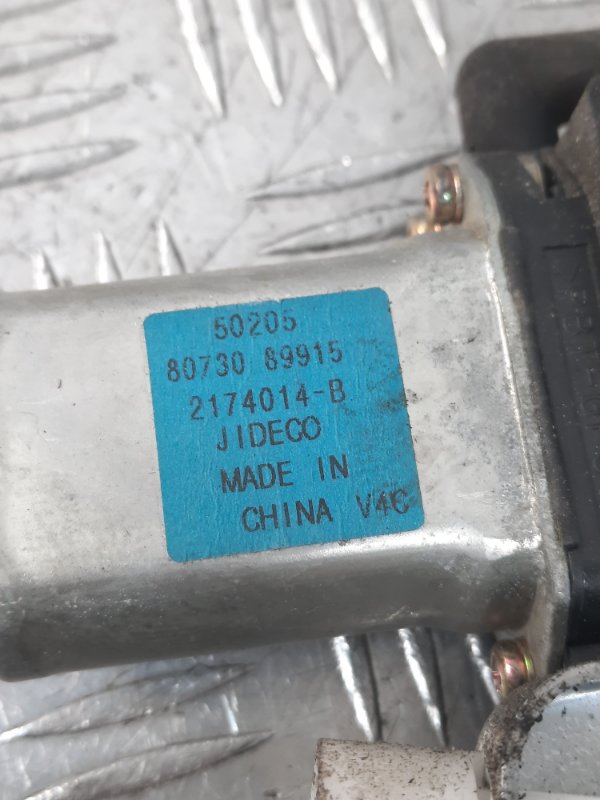 50205
80730 89915
2174014-B
JIDECO
MADE IN
CHINA V4C